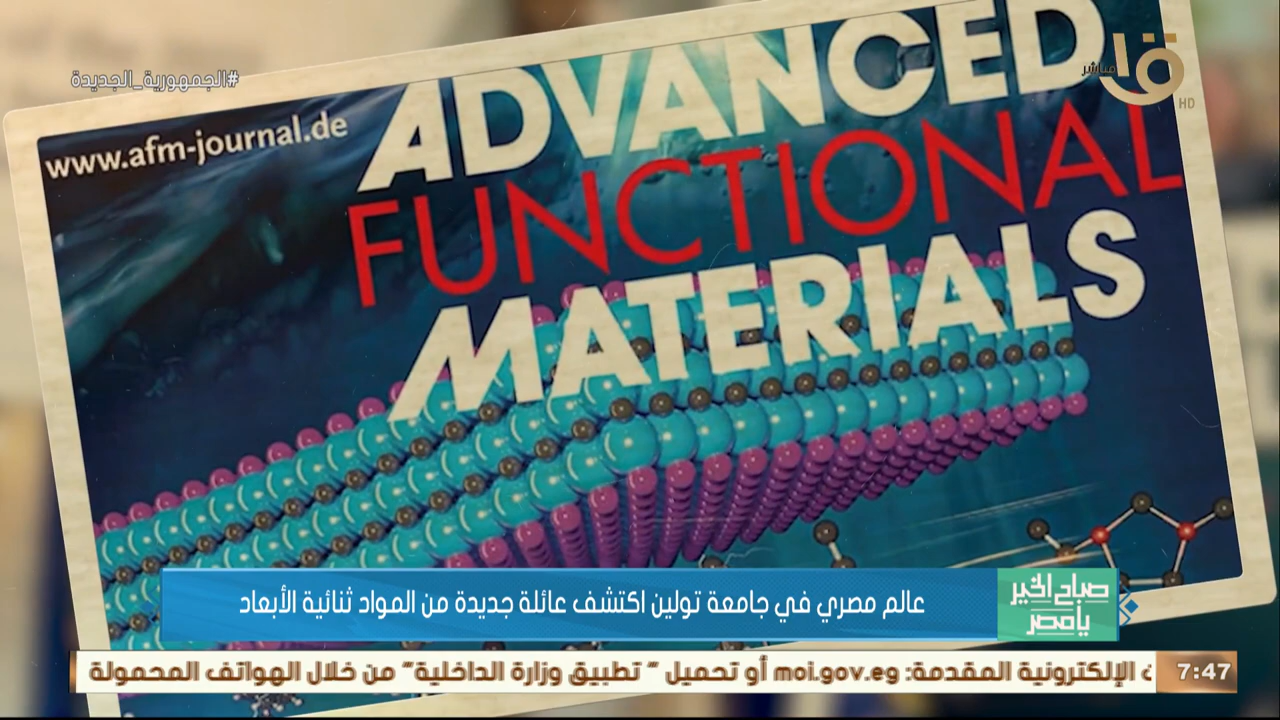 #الجمهورية_الجديدة
مباشر
HD
www.afm-journal.de
ADVANCED
FUNCTIONAL
MATERIALS
عالم مصري في جامعة تولين اكتشف عائلة جديدة من المواد ثنائية الأبعاد
صباح الخير
يا مصر
الإلكترونية المقدمة: moi.gov.eg أو تحميل " تطبيق وزارة الداخلية" من خلال الهواتف المحمولة
7:47